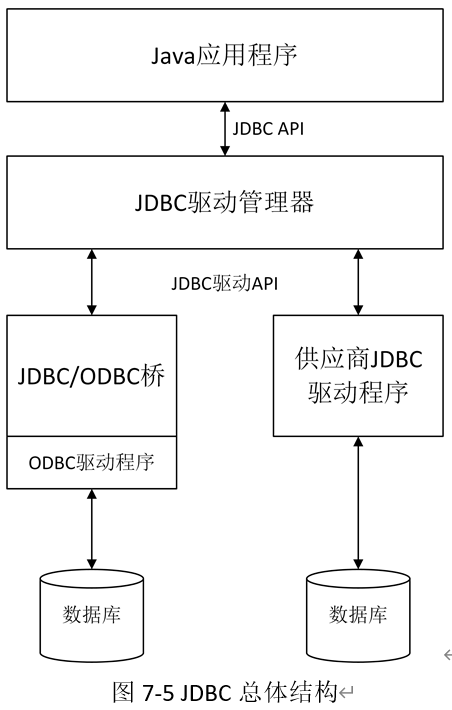 Java应用程序
JDBC API
JDBC驱动管理器
JDBC驱动API
JDBC/ODBC桥
供应商JDBC
驱动程序
ODBC驱动程序
数据库
数据库
图 7-5 JDBC 总体结构